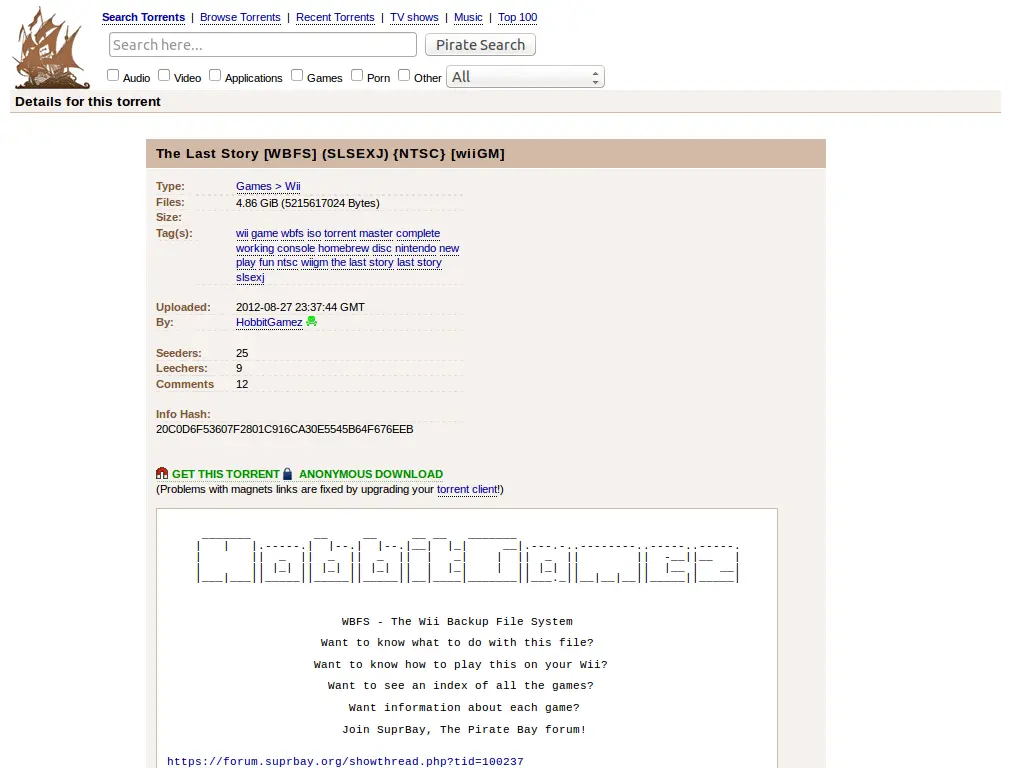 Search Torrents | Browse Torrents | Recent Torrents | TV shows | Music | Top 100
Search here... Pirate Search
Audio Video Applications Games Porn Other All
Details for this torrent
The Last Story [WBFS] (SLSEXJ) {NTSC} [wiiGM]
Type: Games > Wii
Files: 4.86 GiB (5215617024 Bytes)
Size:
Tag(s): wii game wbfs iso torrent master complete
working console homebrew disc nintendo new
play fun ntsc wiigm the last story last story
slsexj
Uploaded: 2012-08-27 23:37:44 GMT
By: HobbitGamez
Seeders: 25
Leechers: 9
Comments 12
Info Hash:
20C0D6F53607F2801C916CA30E5545B64F676EEB
GET THIS TORRENT ANONYMOUS DOWNLOAD
(Problems with magnets links are fixed by upgrading your torrent client!)
HobbitGamez
WBFS - The Wii Backup File System
Want to know what to do with this file?
Want to know how to play this on your Wii?
Want to see an index of all the games?
Want information about each game?
Join SuprBay, The Pirate Bay forum!
https://forum.suprbay.org/showthread.php?tid=100237